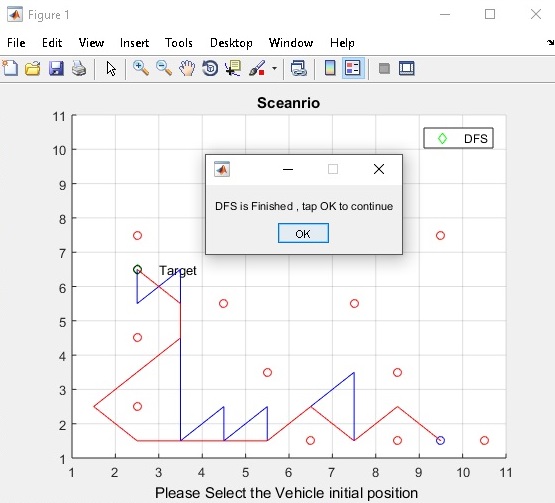 Figure 1
File Edit View Insert Tools Desktop Window Help
Sceanrio
11
10
9
8
7
6
5
4
3
2
1
DFS
DFS is Finished , tap OK to continue
OK
Target
1 2 3 4 5 6 7 8 9 10 11
Please Select the Vehicle initial position